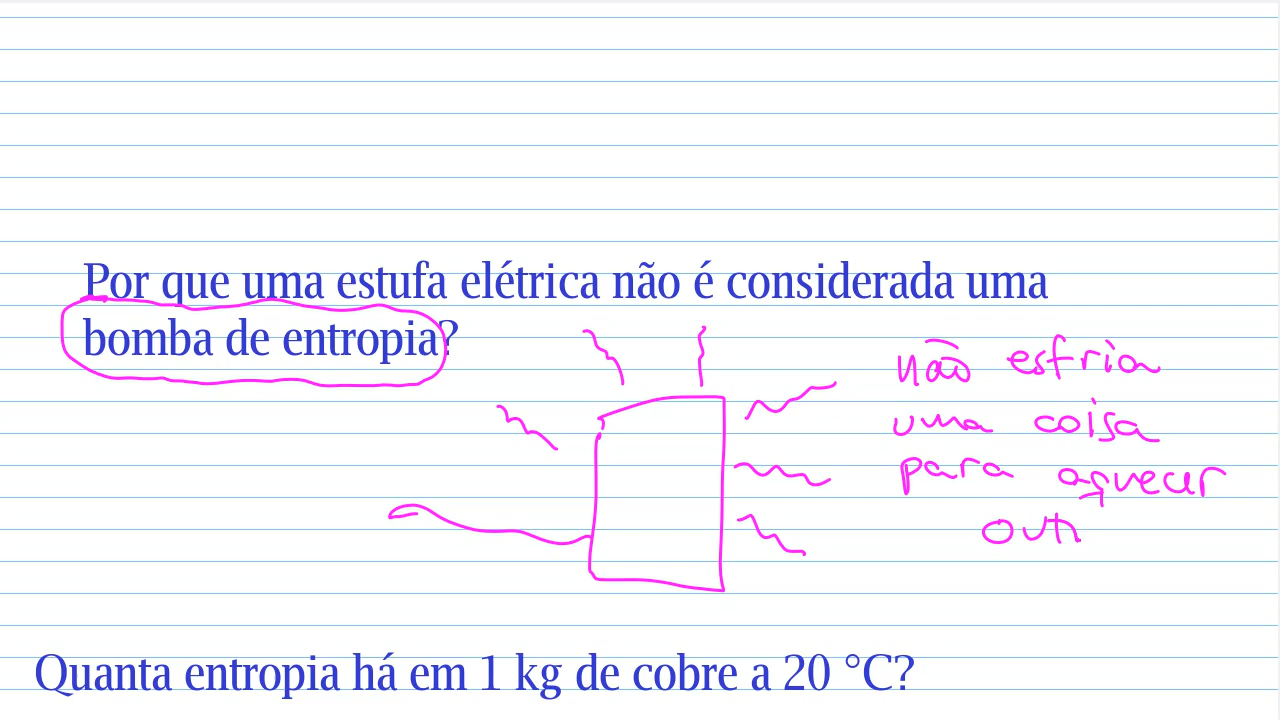 Por que uma estufa elétrica não é considerada uma
bomba de entropia?
não esfria
uma coisa
para aquecer
out
Quanta entropia há em 1 kg de cobre a 20 °C?